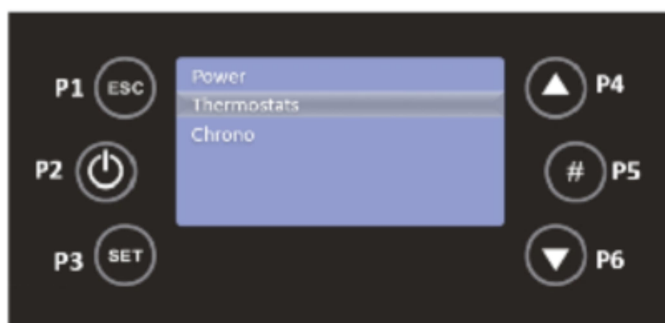 P1 ESC
Power
Thermostats
Chrono
P4
P2
# P5
P3 SET
P6